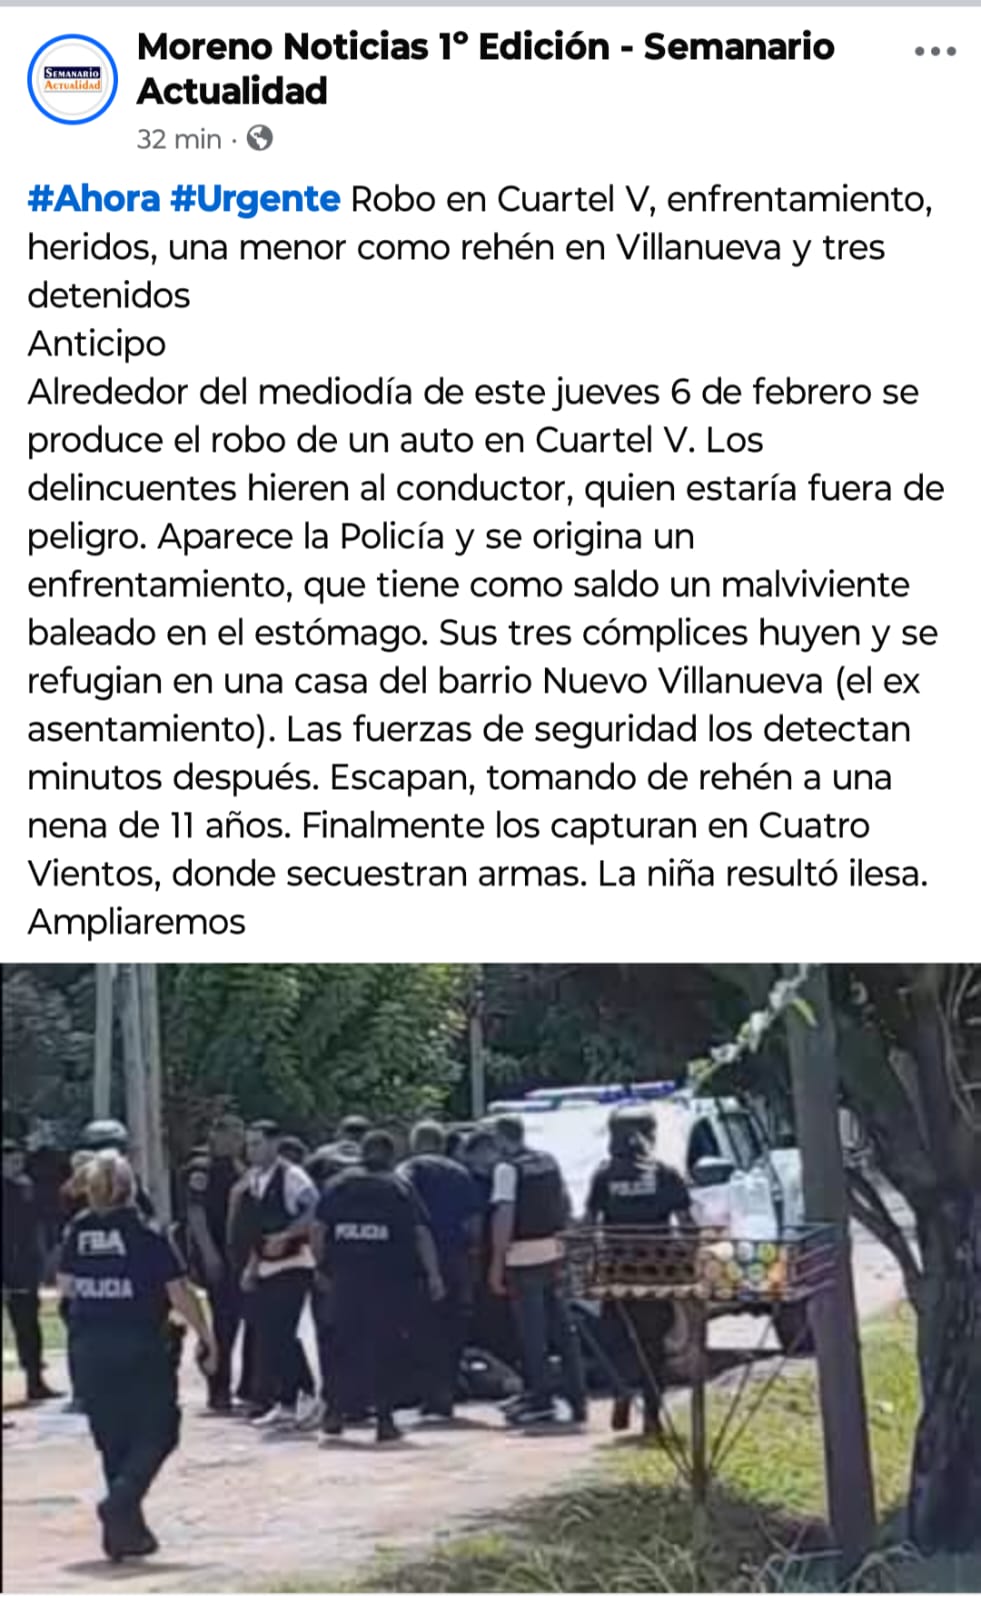 Moreno Noticias 1º Edición - Semanario
Actualidad
SEMANARIO
Actualidad
32 min ·
#Ahora #Urgente Robo en Cuartel V, enfrentamiento,
heridos, una menor como rehén en Villanueva y tres
detenidos
Anticipo
Alrededor del mediodía de este jueves 6 de febrero se
produce el robo de un auto en Cuartel V. Los
delincuentes hieren al conductor, quien estaría fuera de
peligro. Aparece la Policía y se origina un
enfrentamiento, que tiene como saldo un malviviente
baleado en el estómago. Sus tres cómplices huyen y se
refugian en una casa del barrio Nuevo Villanueva (el ex
asentamiento). Las fuerzas de seguridad los detectan
minutos después. Escapan, tomando de rehén a una
nena de 11 años. Finalmente los capturan en Cuatro
Vientos, donde secuestran armas. La niña resultó ilesa.
Ampliaremos
POLICIA
POLICIA